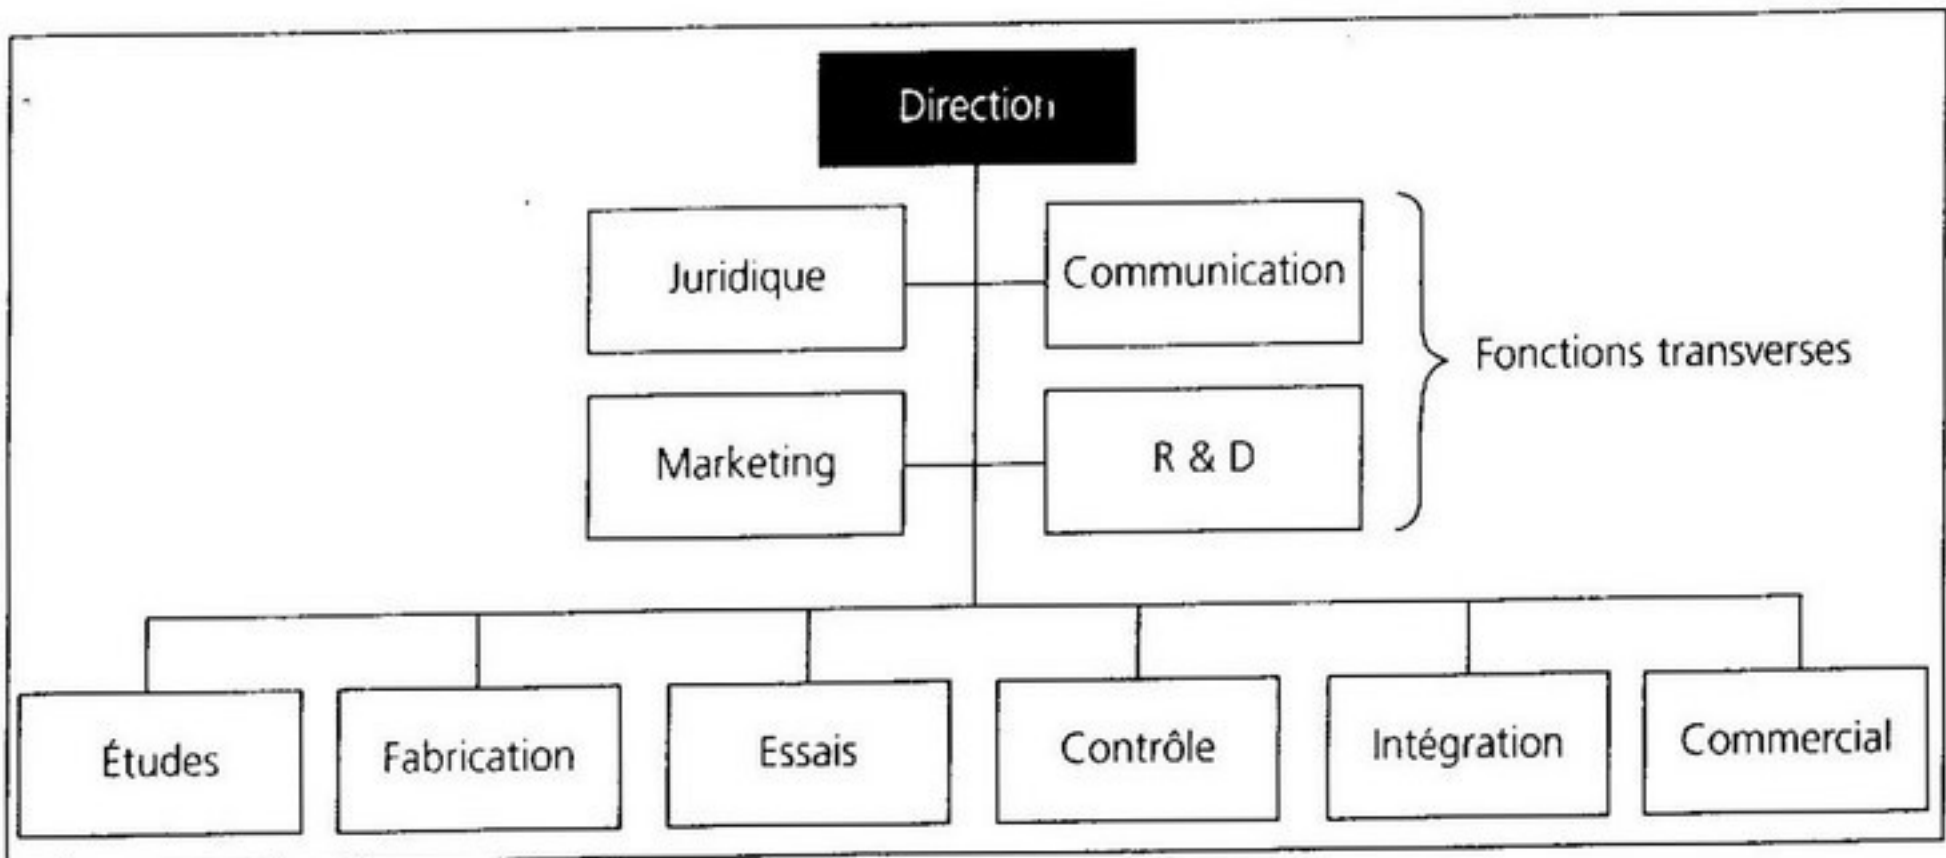 Direction
Juridique
Communication
Fonctions transverses
Marketing
R & D
Études
Fabrication
Essais
Contrôle
Intégration
Commercial